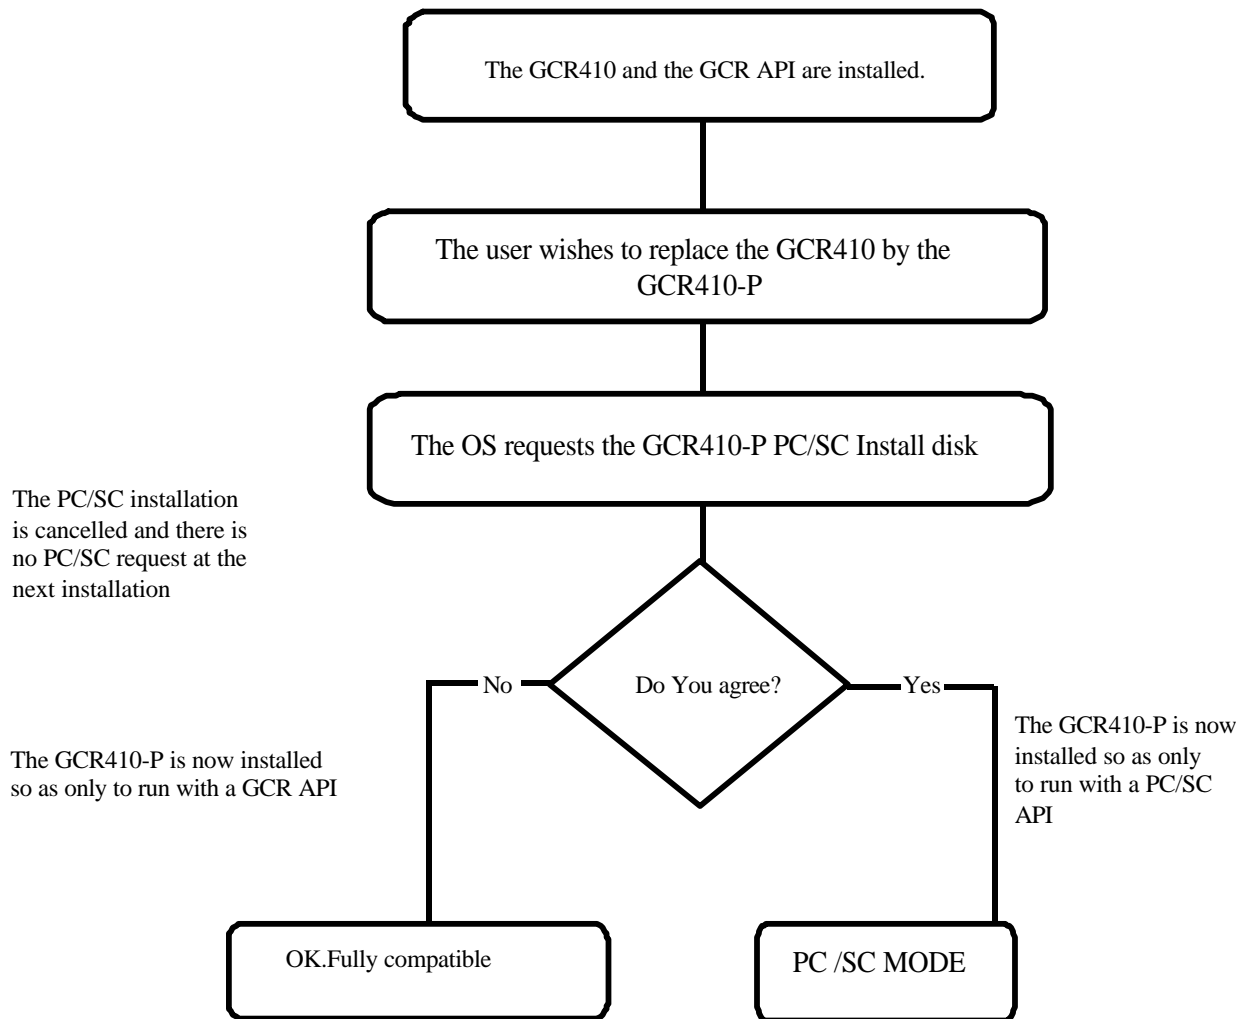 The GCR410 and the GCR API are installed.
The user wishes to replace the GCR410 by the
GCR410-P
The OS requests the GCR410-P PC/SC Install disk
The PC/SC installation
is cancelled and there is
no PC/SC request at the
next installation
No
Do You agree?
Yes
The GCR410-P is now installed
so as only to run with a GCR API
The GCR410-P is now
installed so as only
to run with a PC/SC
API
OK.Fully compatible
PC /SC MODE